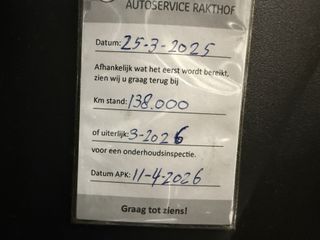 AUTOSERVICE RAKTHOF
Datum: 25-3-2025
Afhankelijk wat het eerst wordt bereikt,
zien wij u graag terug bij
Km stand: 138.000
of uiterlijk: 3-2026
voor een onderhoudsinspectie.
Datum APK: 11-4-2026
Graag tot ziens!